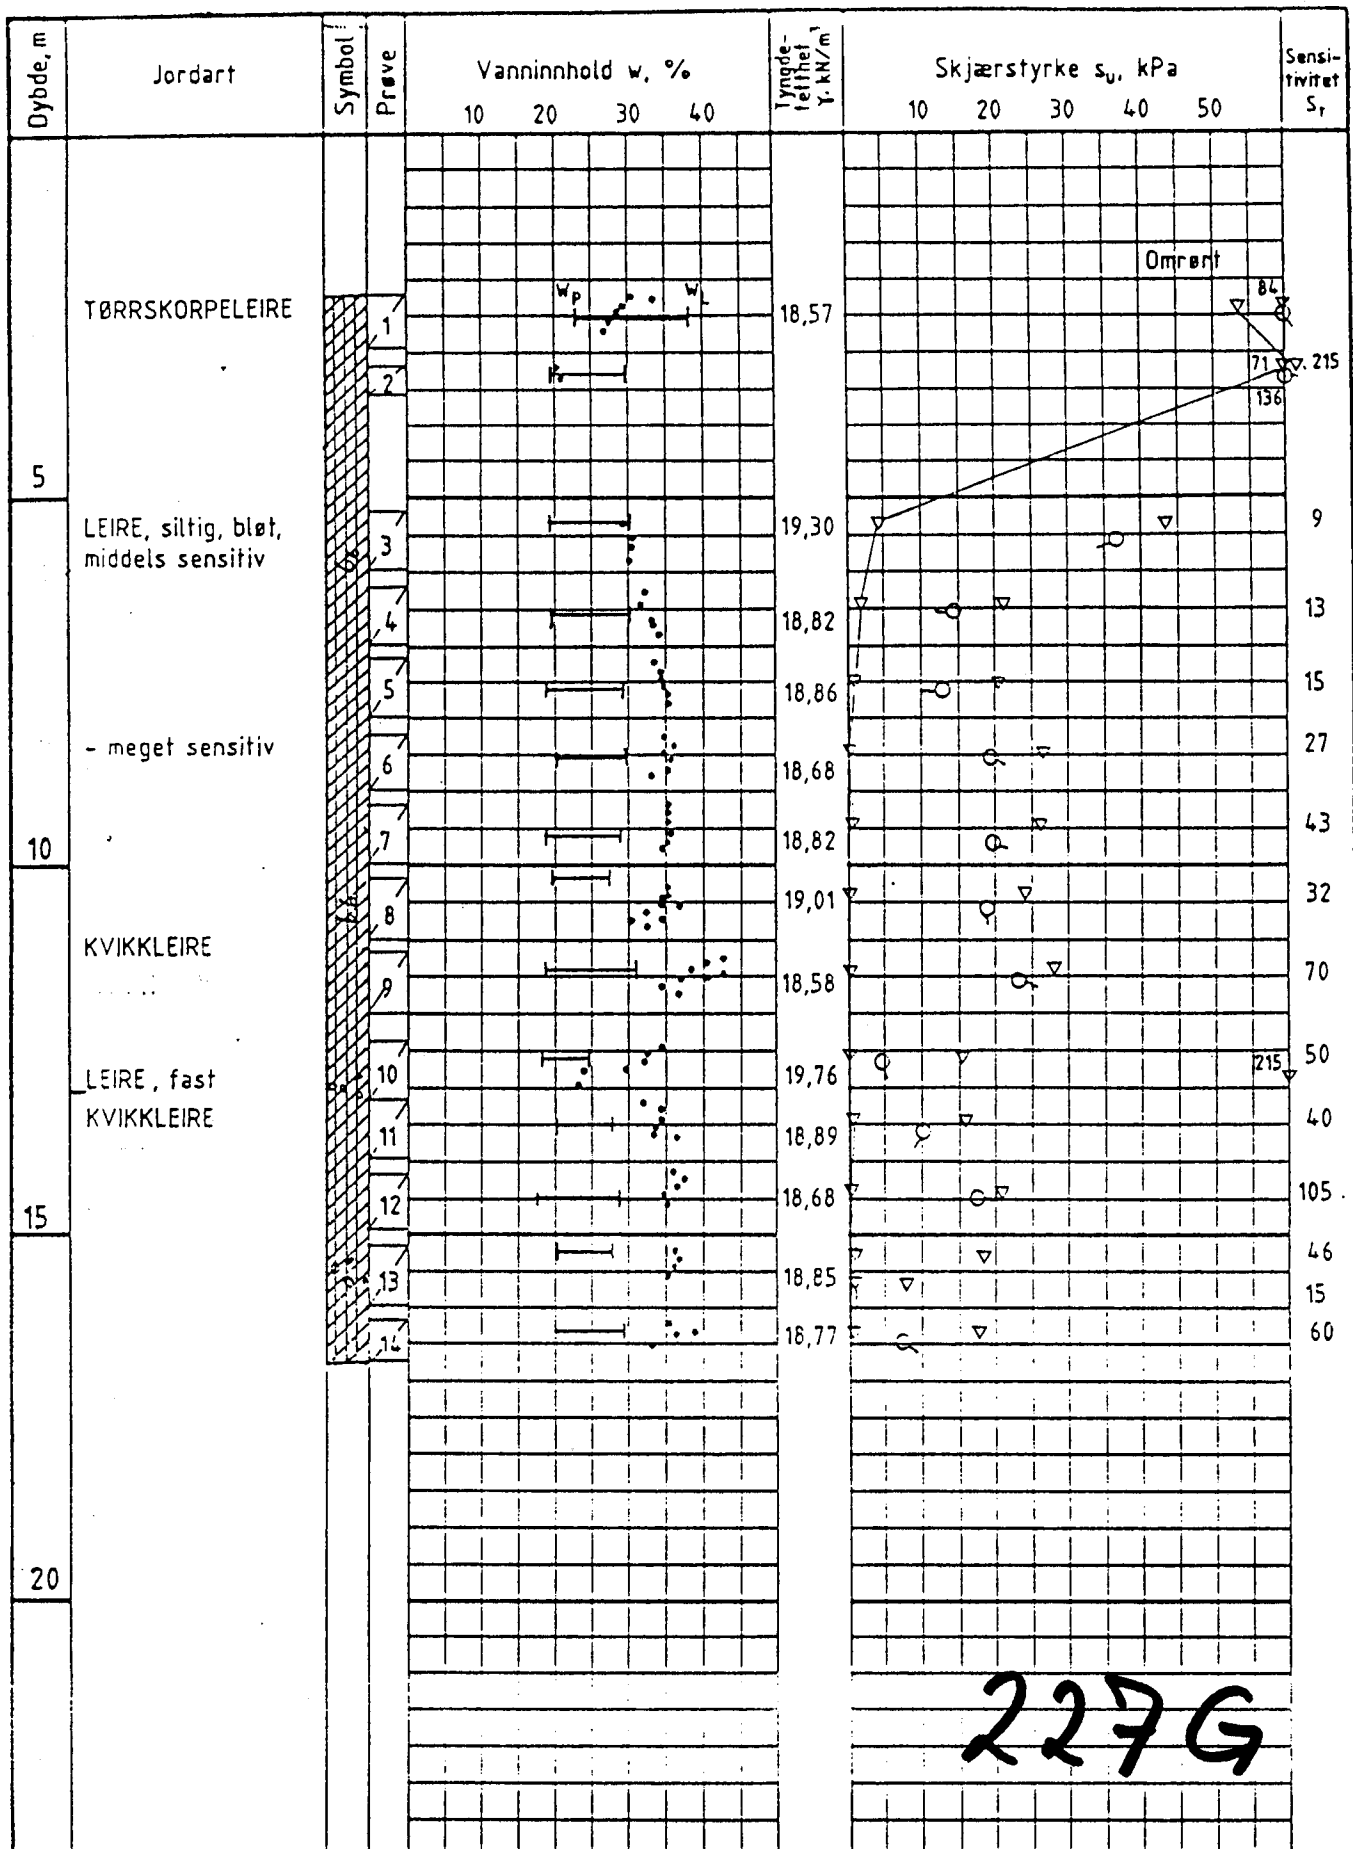 Dybde, m
Jordart
Symbol
Prøve
Vanninnhold w, %
10 20 30 40
Tyngde-
tetthet
γ, kN/m³
Skjærstyrke su, kPa
10 20 30 40 50
Sensi-
tivitet
Omrørt
TØRRSKORPELEIRE
1
Wp W
18,57
84
2
71
215
136
5
LEIRE, siltig, bløt,
middels sensitiv
3
19,30
9
4
18,82
13
5
18,86
15
- meget sensitiv
6
18,68
27
7
18,82
43
10
8
19,01
32
KVIKKLEIRE
9
18,58
70
10
19,76
50
215
LEIRE, fast
KVIKKLEIRE
11
18,89
40
12
18,68
105
15
13
18,85
46
15
14
18,77
60
20
227G